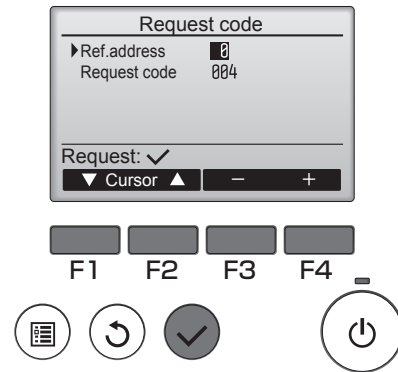 Request code
Ref.address 0
Request code 004
Request: ✓
▼ Cursor ▲ − +
F1 F2 F3 F4